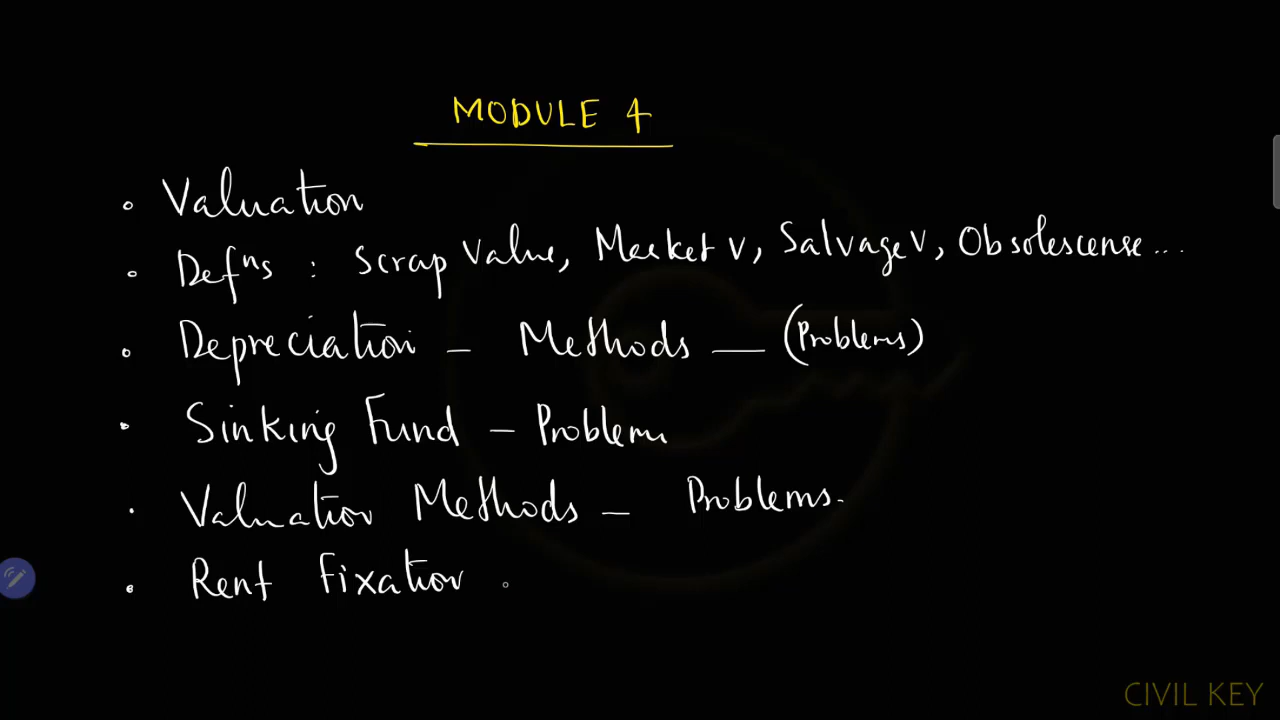 MODULE 4
• Valuation
• Defns : Scrap Value, Market v, Salvage v, Obsolescense...
• Depreciation - Methods — (Problems)
• Sinking Fund - Problems
• Valuation Methods - Problems.
• Rent Fixation .
CIVIL KEY